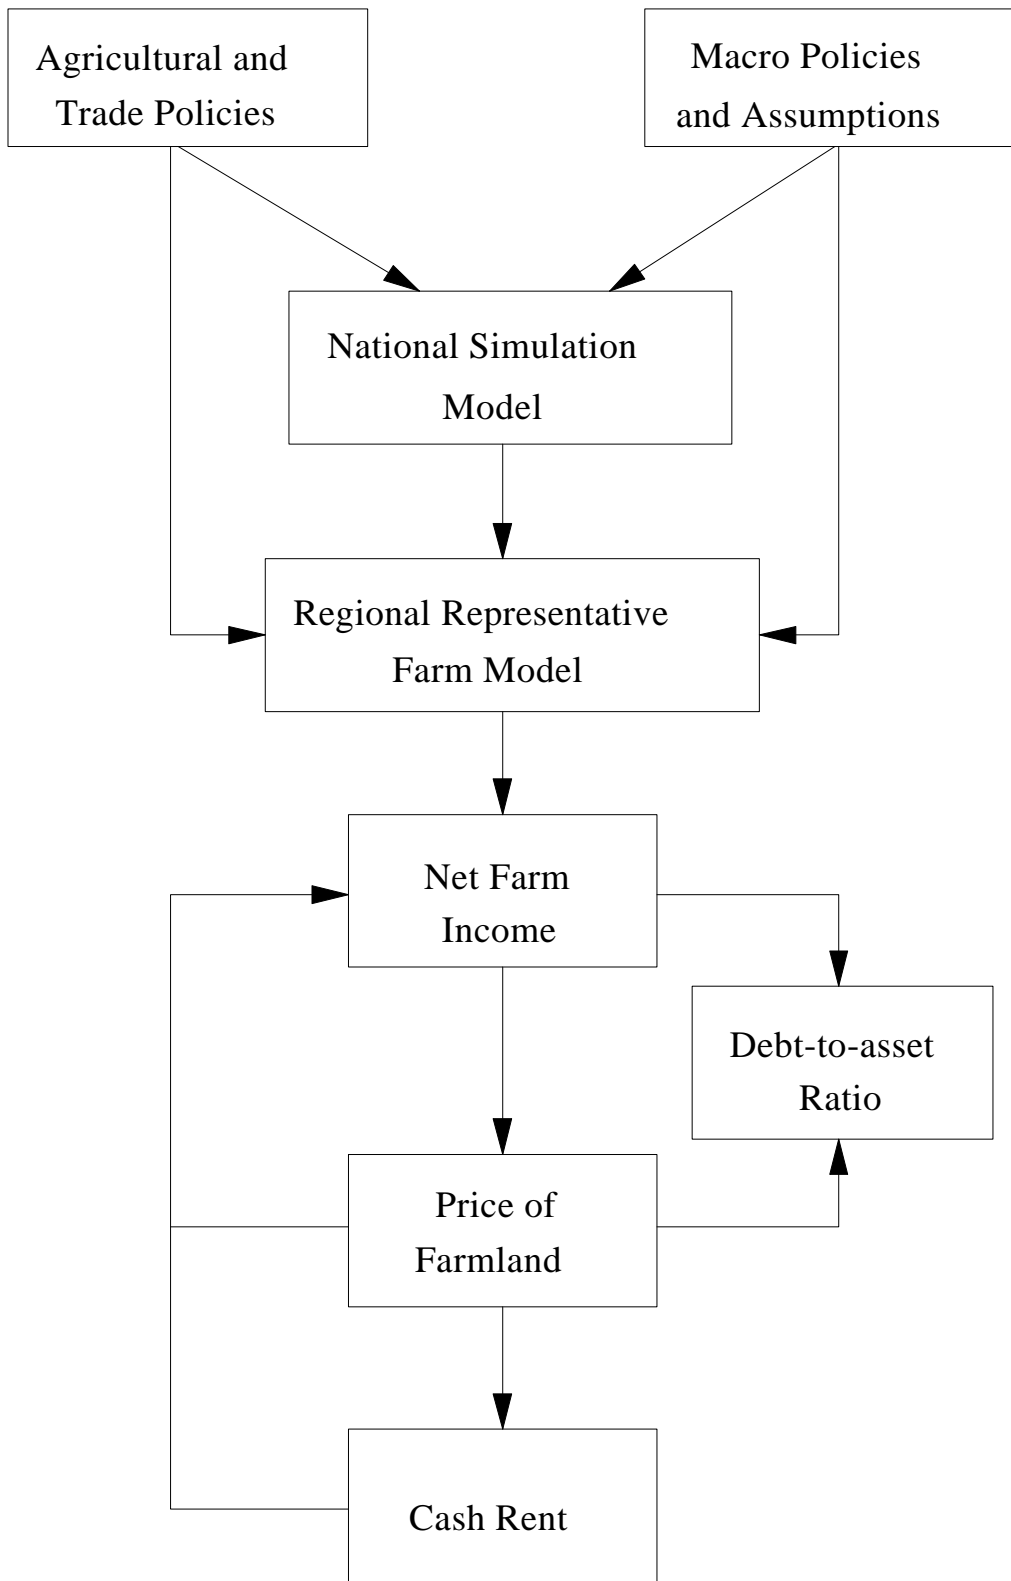 Agricultural and
Trade Policies
Macro Policies
and Assumptions
National Simulation
Model
Regional Representative
Farm Model
Net Farm
Income
Debt-to-asset
Ratio
Price of
Farmland
Cash Rent